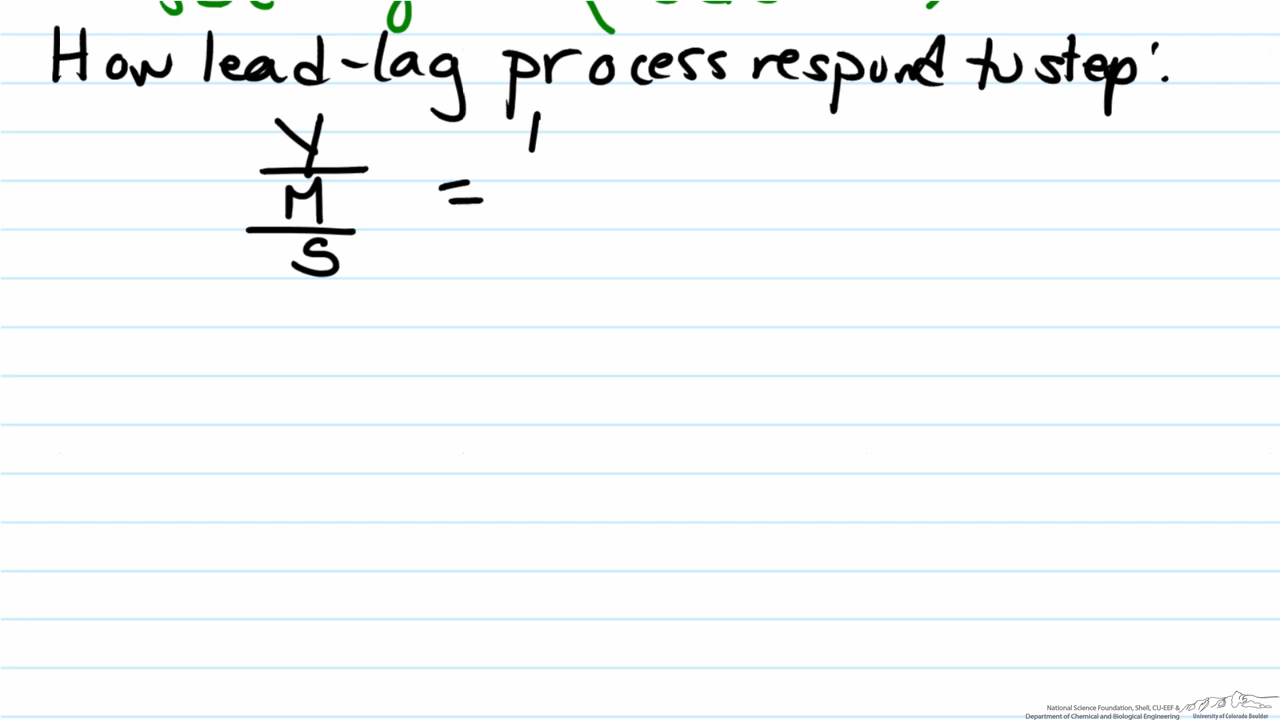 How lead-lag process respond to step:
Y
M
=
S
National Science Foundation, Shell, CU-EEF &
Department of Chemical and Biological Engineering
University of Colorado Boulder